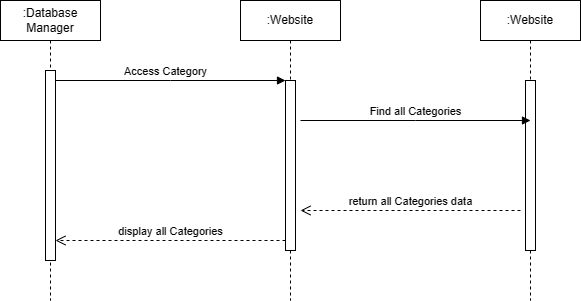 :Database
Manager
:Website
:Website
Access Category
Find all Categories
return all Categories data
display all Categories